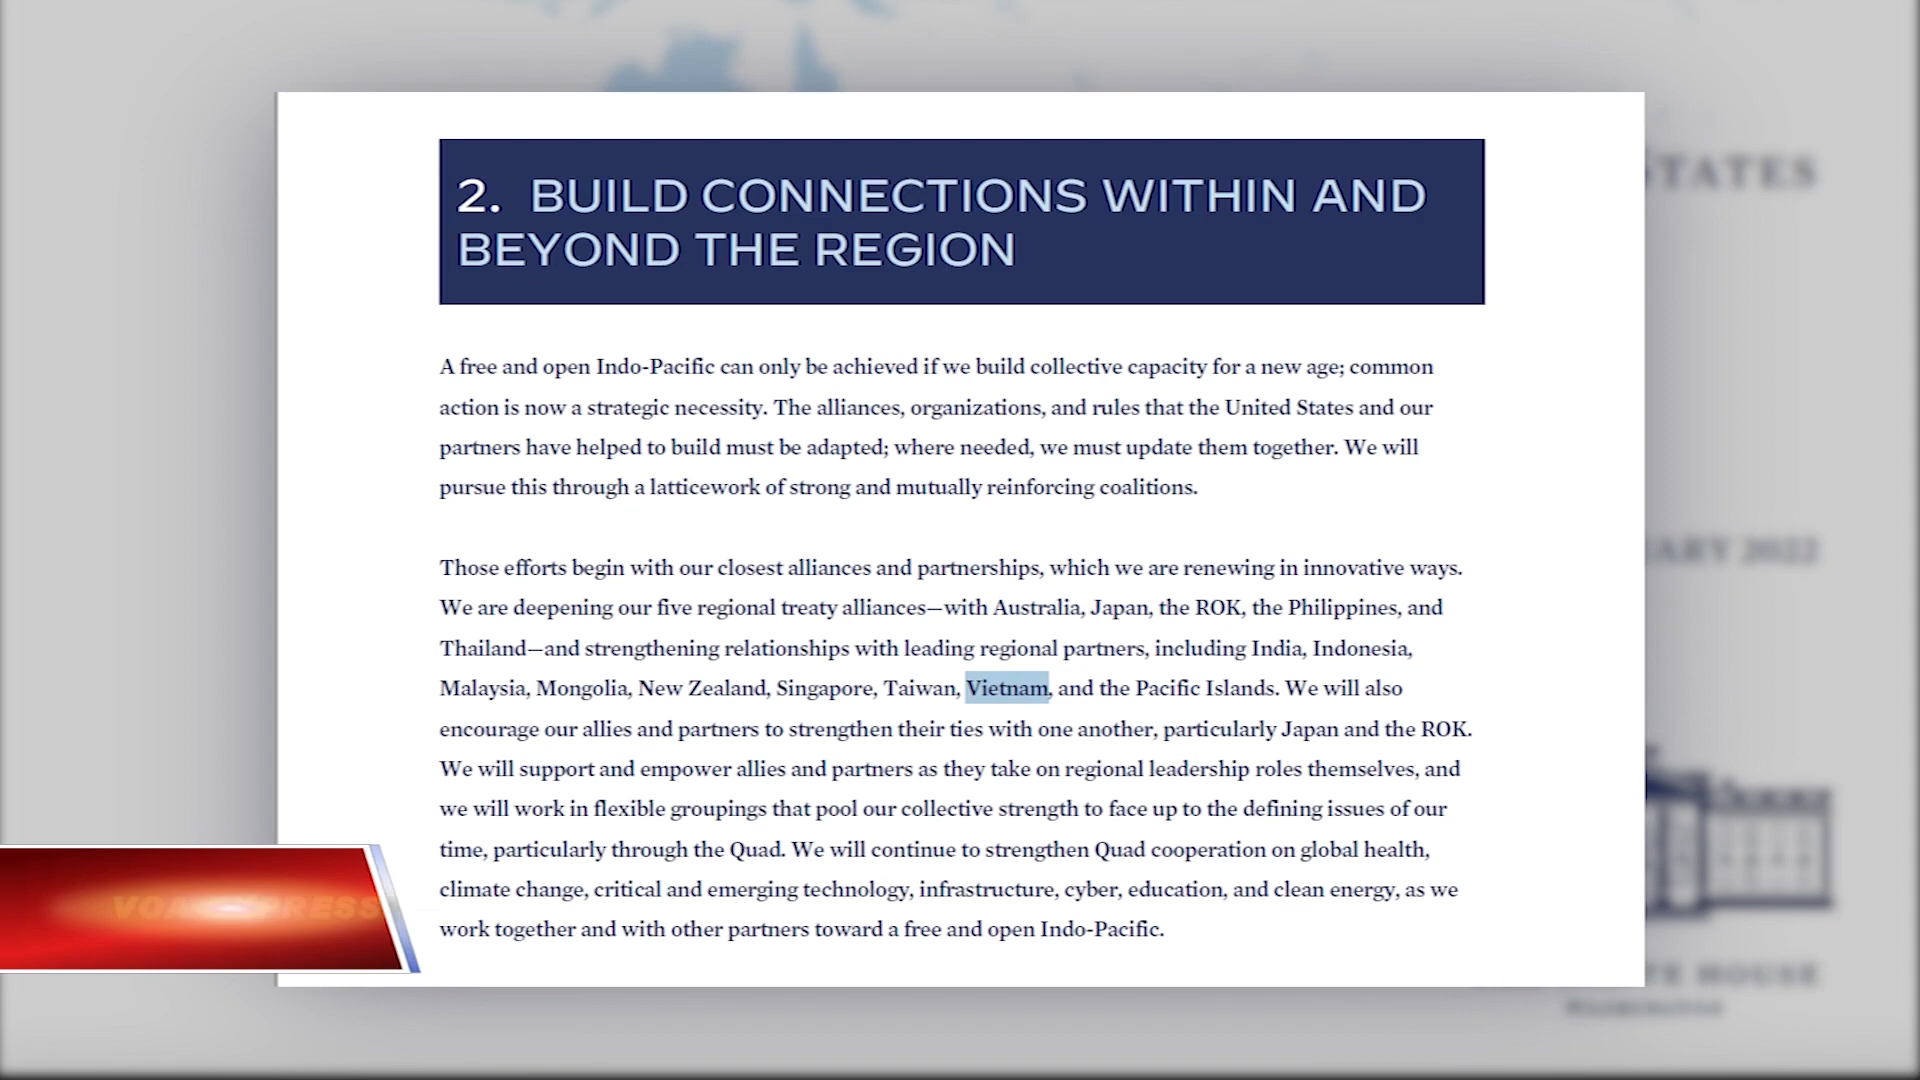 STATES
2. BUILD CONNECTIONS WITHIN AND
BEYOND THE REGION
A free and open Indo-Pacific can only be achieved if we build collective capacity for a new age; common
action is now a strategic necessity. The alliances, organizations, and rules that the United States and our
partners have helped to build must be adapted; where needed, we must update them together. We will
pursue this through a latticework of strong and mutually reinforcing coalitions.
Those efforts begin with our closest alliances and partnerships, which we are renewing in innovative ways.
We are deepening our five regional treaty alliances—with Australia, Japan, the ROK, the Philippines, and
Thailand—and strengthening relationships with leading regional partners, including India, Indonesia,
Malaysia, Mongolia, New Zealand, Singapore, Taiwan, Vietnam, and the Pacific Islands. We will also
encourage our allies and partners to strengthen their ties with one another, particularly Japan and the ROK.
We will support and empower allies and partners as they take on regional leadership roles themselves, and
we will work in flexible groupings that pool our collective strength to face up to the defining issues of our
time, particularly through the Quad. We will continue to strengthen Quad cooperation on global health,
climate change, critical and emerging technology, infrastructure, cyber, education, and clean energy, as we
work together and with other partners toward a free and open Indo-Pacific.
2022
HOUSE